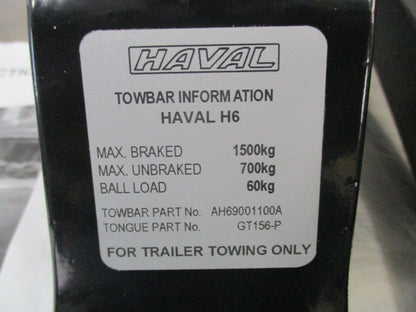 HAVAL
TOWBAR INFORMATION
HAVAL H6
MAX. BRAKED 1500kg
MAX. UNBRAKED 700kg
BALL LOAD 60kg
TOWBAR PART No. AH69001100A
TONGUE PART No. GT156-P
FOR TRAILER TOWING ONLY